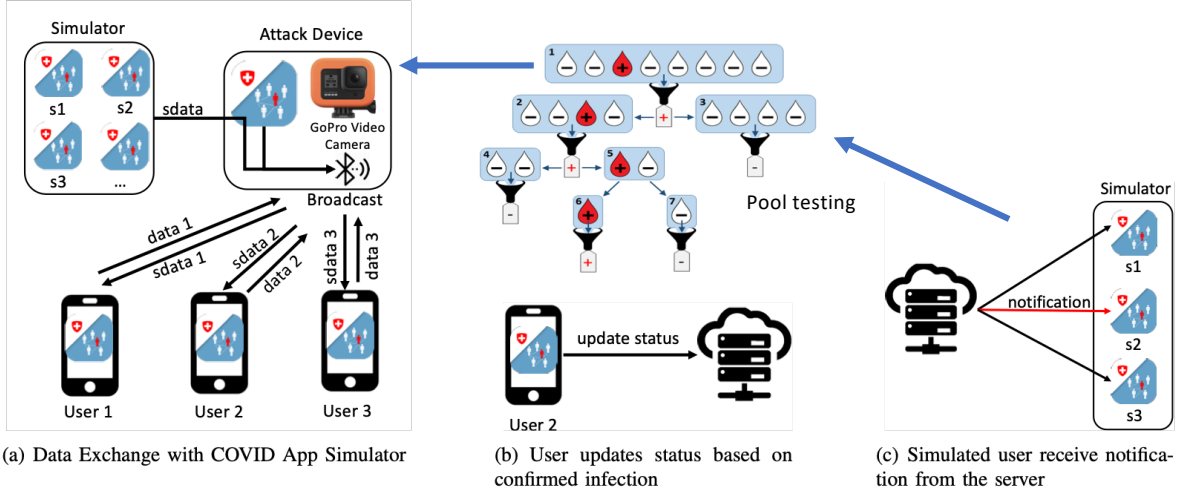 Simulator
s1
s2
s3
...
sdata
Attack Device
GoPro Video
Camera
Broadcast
data 1
sdata 1
sdata 2
data 2
sdata 3
data 3
User 1
User 2
User 3
(a) Data Exchange with COVID App Simulator
1
2
3
4
5
6
7
+
-
+
-
-
+
-
Pool testing
update status
User 2
(b) User updates status based on
confirmed infection
Simulator
s1
notification
s2
s3
(c) Simulated user receive notifica-
tion from the server